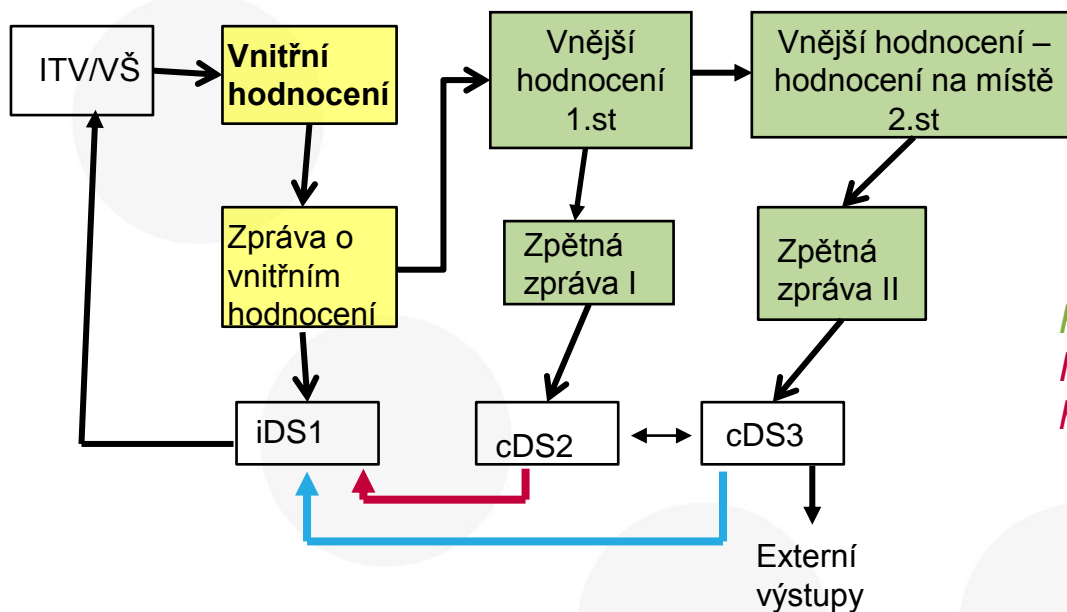 ITV/VŠ
Vnitřní
hodnocení
Vnější
hodnocení
1.st
Vnější hodnocení –
hodnocení na místě
2.st
Zpráva o
vnitřním
hodnocení
Zpětná
zpráva I
Zpětná
zpráva II
iDS1
cDS2
cDS3
Externí
výstupy